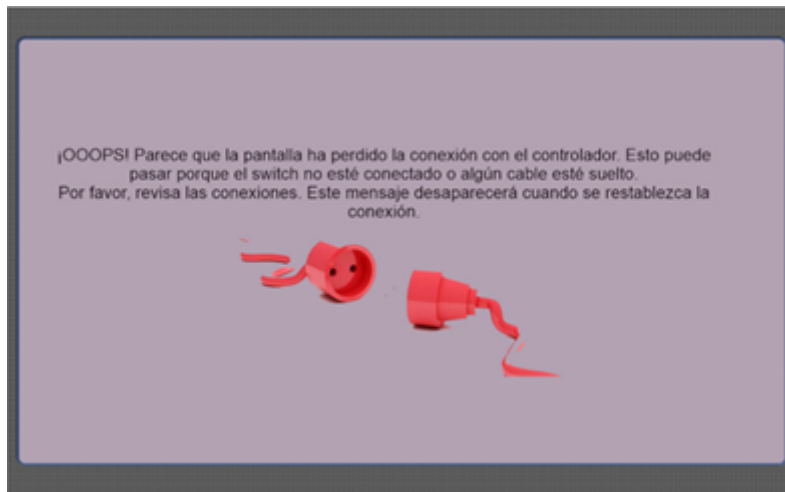 ¡OOOPS! Parece que la pantalla ha perdido la conexión con el controlador. Esto puede
pasar porque el switch no esté conectado o algún cable esté suelto.
Por favor, revisa las conexiones. Este mensaje desaparecerá cuando se restablezca la
conexión.